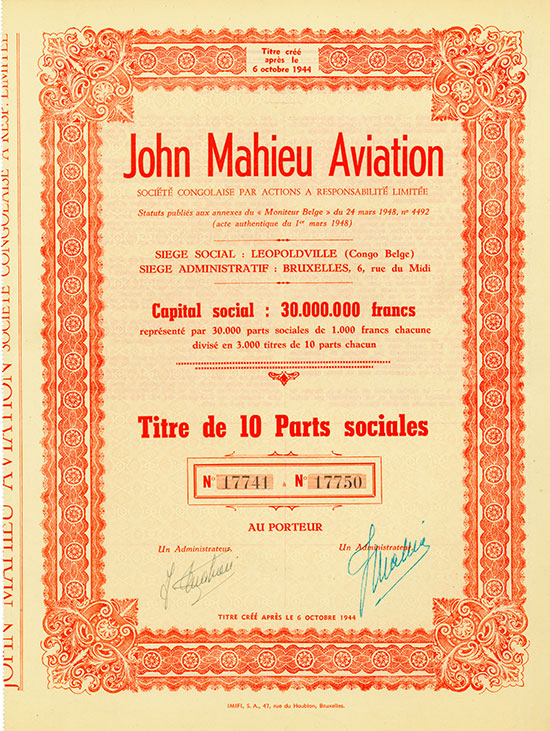 Titre créé
après le
6 octobre 1944
John Mahieu Aviation
SOCIÉTÉ CONGOLAISE PAR ACTIONS A RESPONSABILITÉ LIMITÉE
Statuts publiés aux annexes du « Moniteur Belge » du 24 mars 1948, nº 4492
(acte authentique du 1er mars 1948)
SIEGE SOCIAL : LEOPOLDVILLE (Congo Belge)
SIEGE ADMINISTRATIF : BRUXELLES, 6, rue du Midi
Capital social : 30.000.000 francs
représenté par 30.000 parts sociales de 1.000 francs chacune
divisé en 3.000 titres de 10 parts chacun
Titre de 10 Parts sociales
Nº 17741 A Nº 17750
AU PORTEUR
Un Administrateur, Un Administrateur,
TITRE CRÉÉ APRÈS LE 6 OCTOBRE 1944
IMIFI, S. A., 47, rue du Houblon, Bruxelles.
JOHN MAHIEU AVIATION SOCIÉTÉ CONGOLAISE A RESP. LIMITÉE